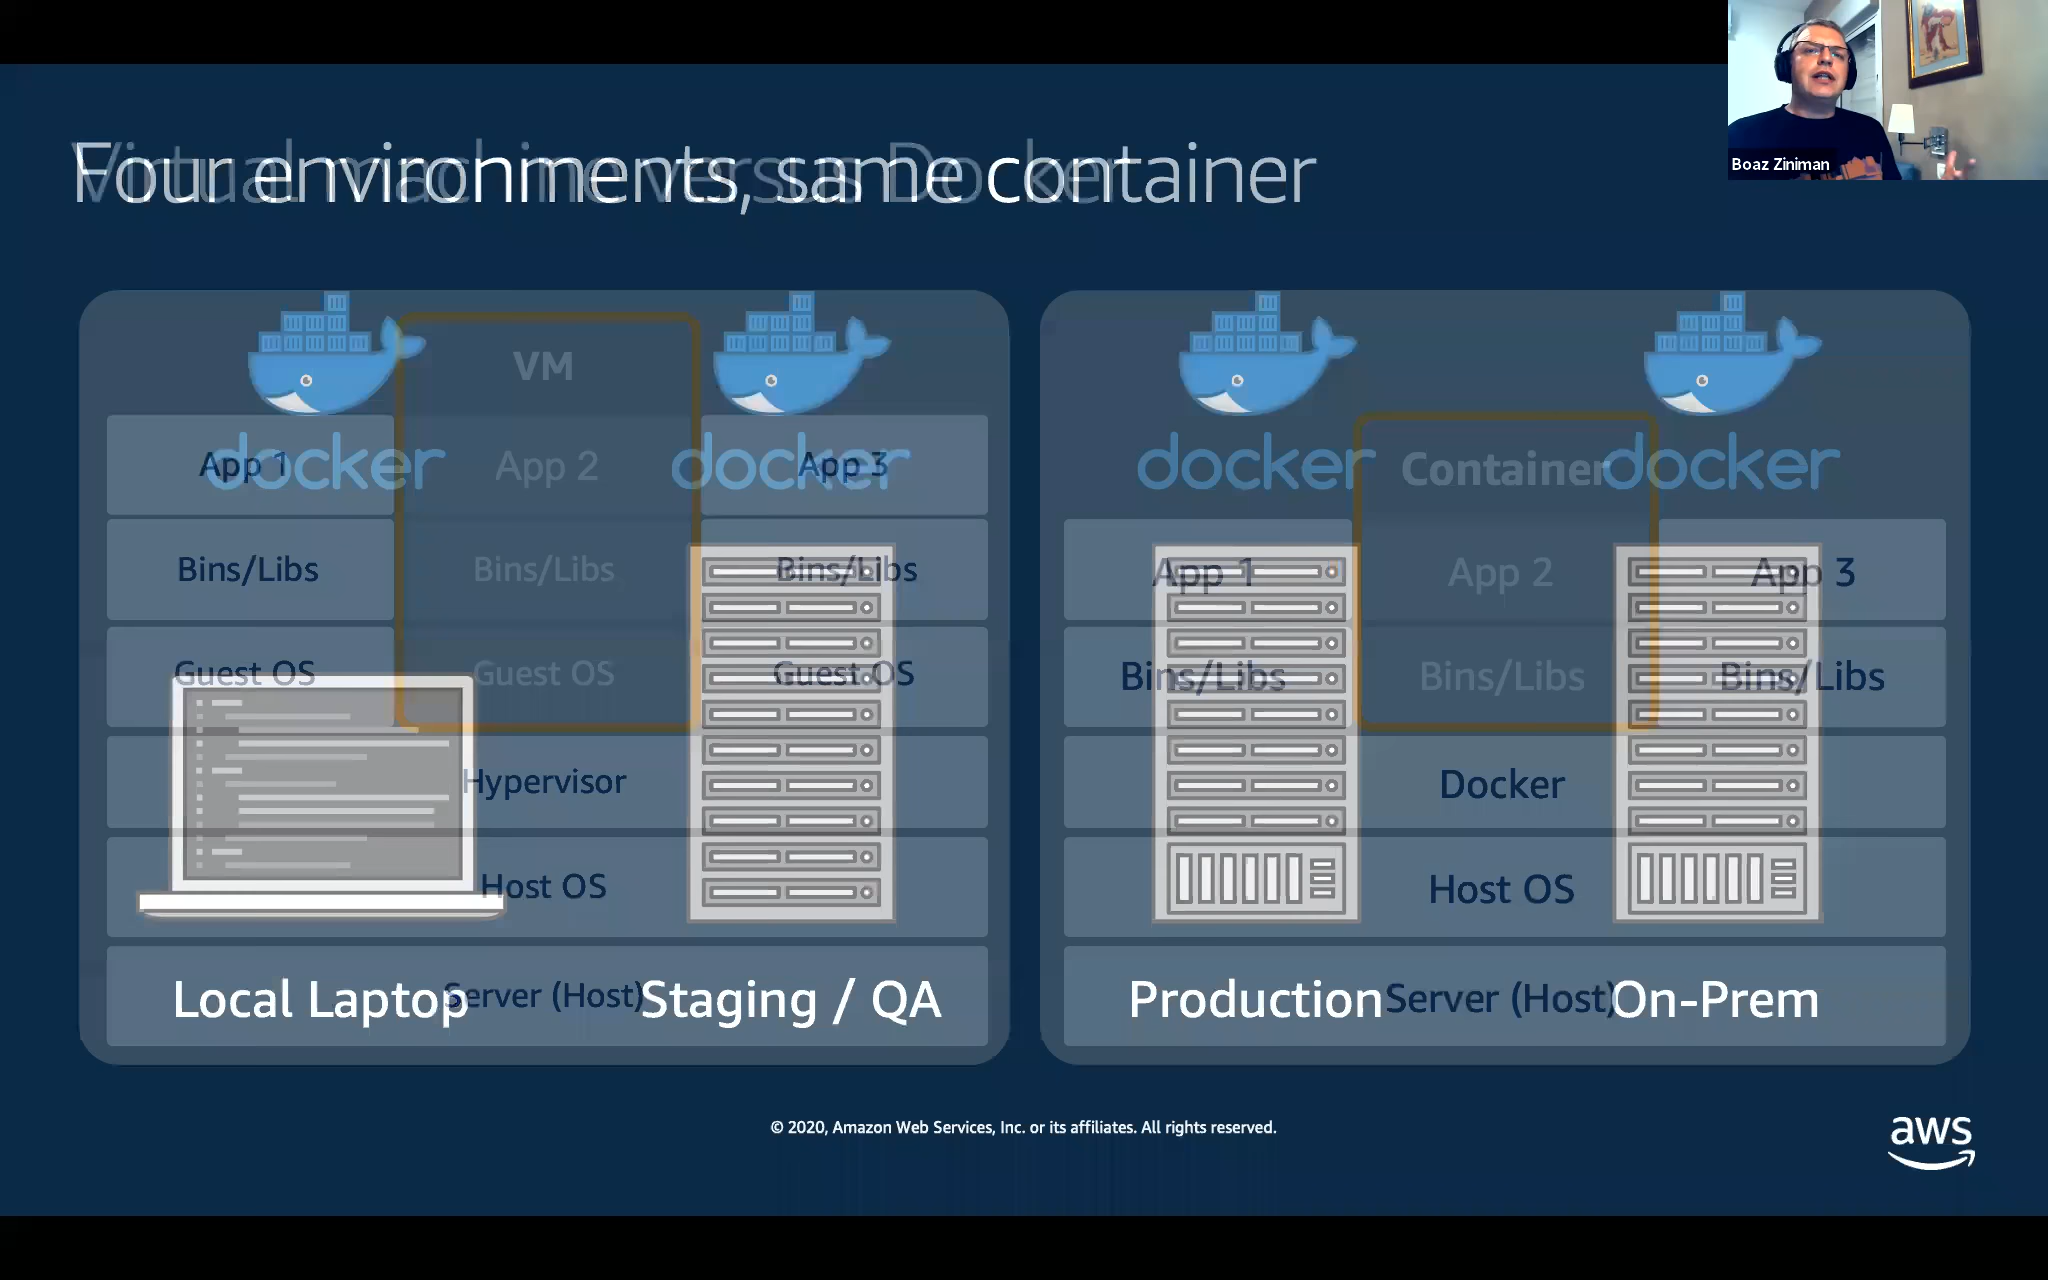 Four environments, same container
Virtual machine versus Docker
Boaz Ziniman
VM
docker docker docker docker
App 1 App 2 App 3
Container
Bins/Libs Bins/Libs Bins/Libs
App 1 App 2 App 3
Guest OS Guest OS Guest OS
Bins/Libs Bins/Libs Bins/Libs
Hypervisor
Docker
Host OS
Host OS
Local Laptop Staging / QA Production On-Prem
Server (Host)
Server (Host)
© 2020, Amazon Web Services, Inc. or its affiliates. All rights reserved.
aws